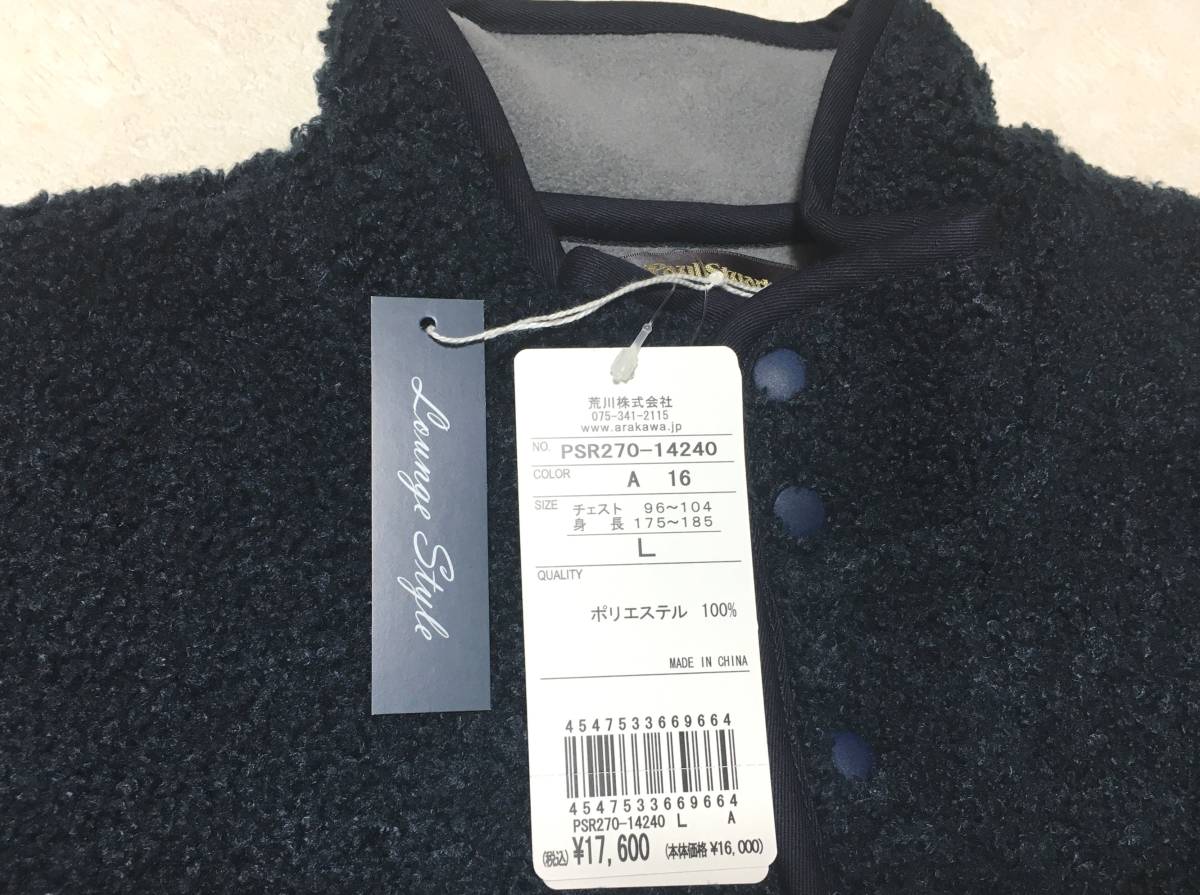 Paul Stuart
Lounge Style
荒川株式会社
075-341-2115
www.arakawa.jp
NO. PSR270-14240
COLOR A 16
SIZE チェスト 96~104
身 長 175~185
L
QUALITY
ポリエステル 100%
MADE IN CHINA
4547533669664
4547533669664
PSR270-14240 L A
(税込) ¥17,600 (本体価格 ¥16,000)